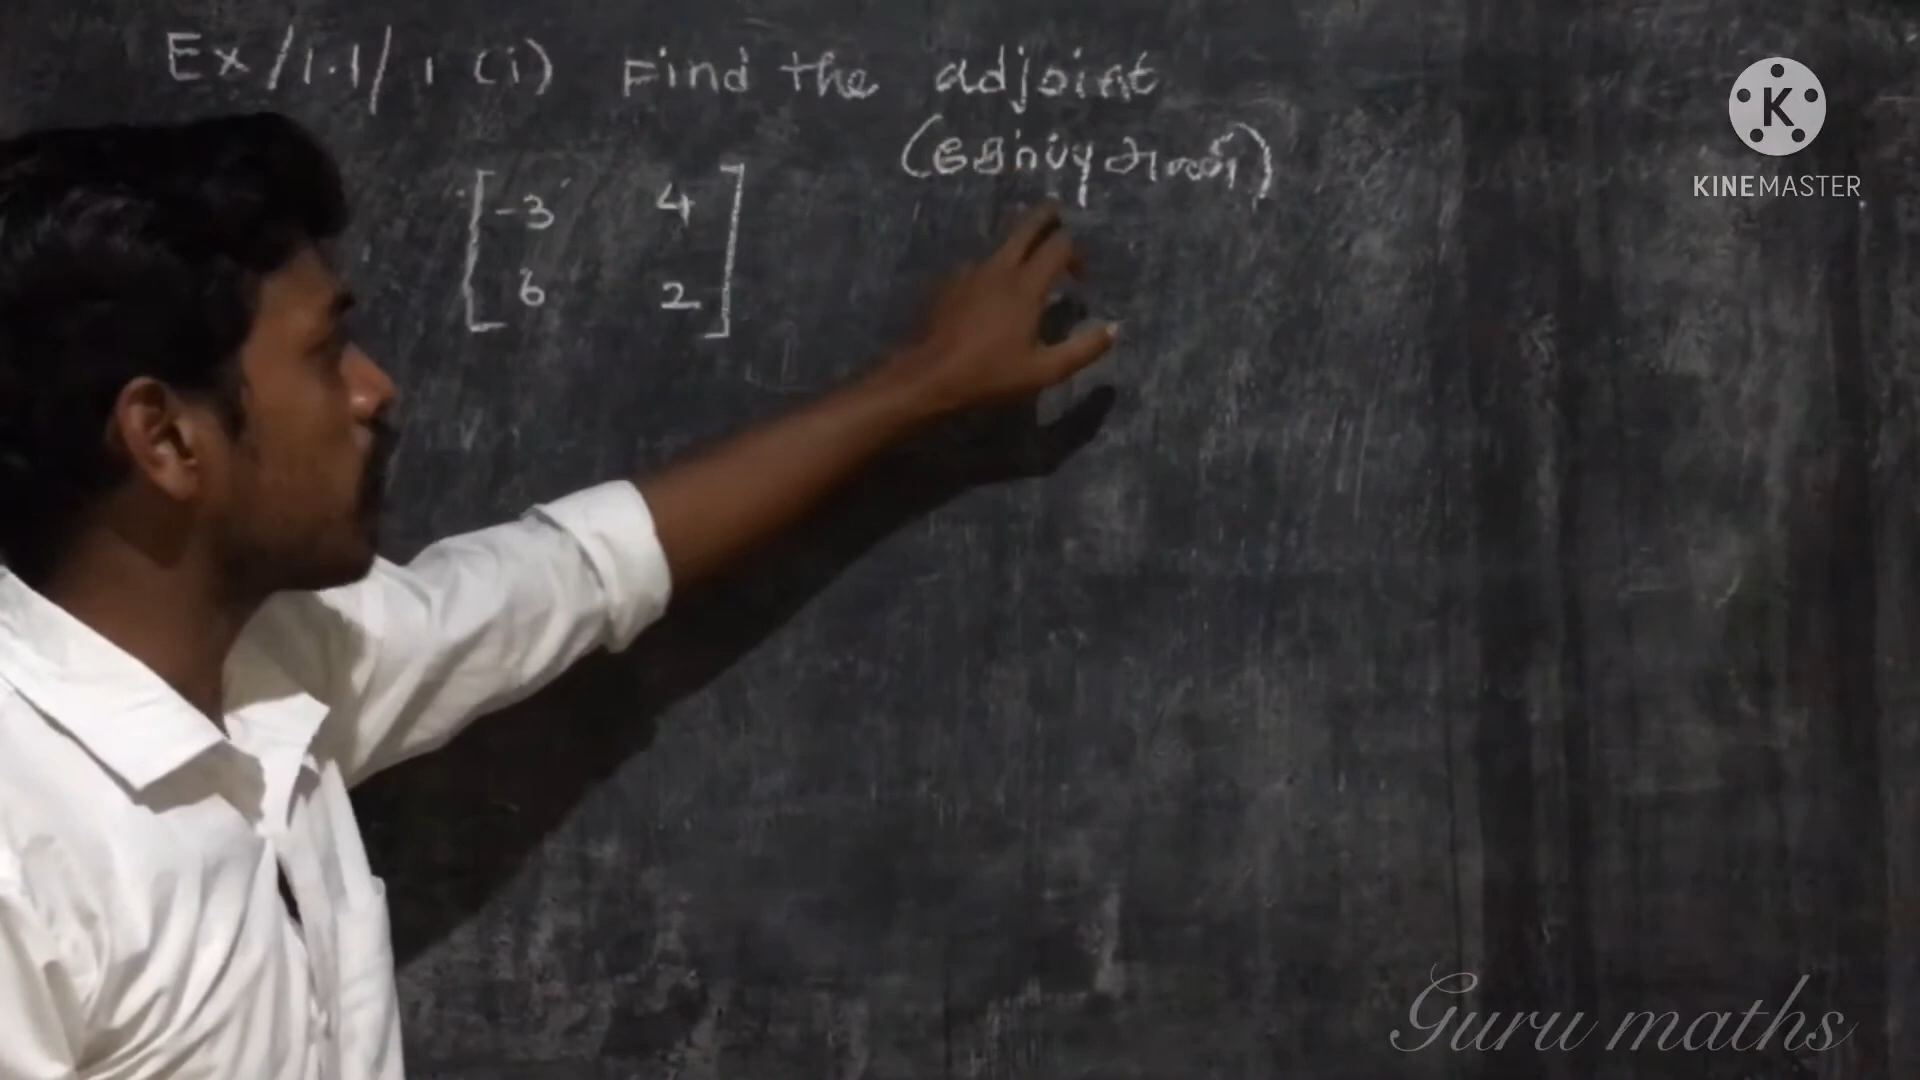 Ex/1.1/ 1 (i) Find the adjoint
(சேர்ப்பு அணி)
-3 4
6 2
K
KINEMASTER
Guru maths